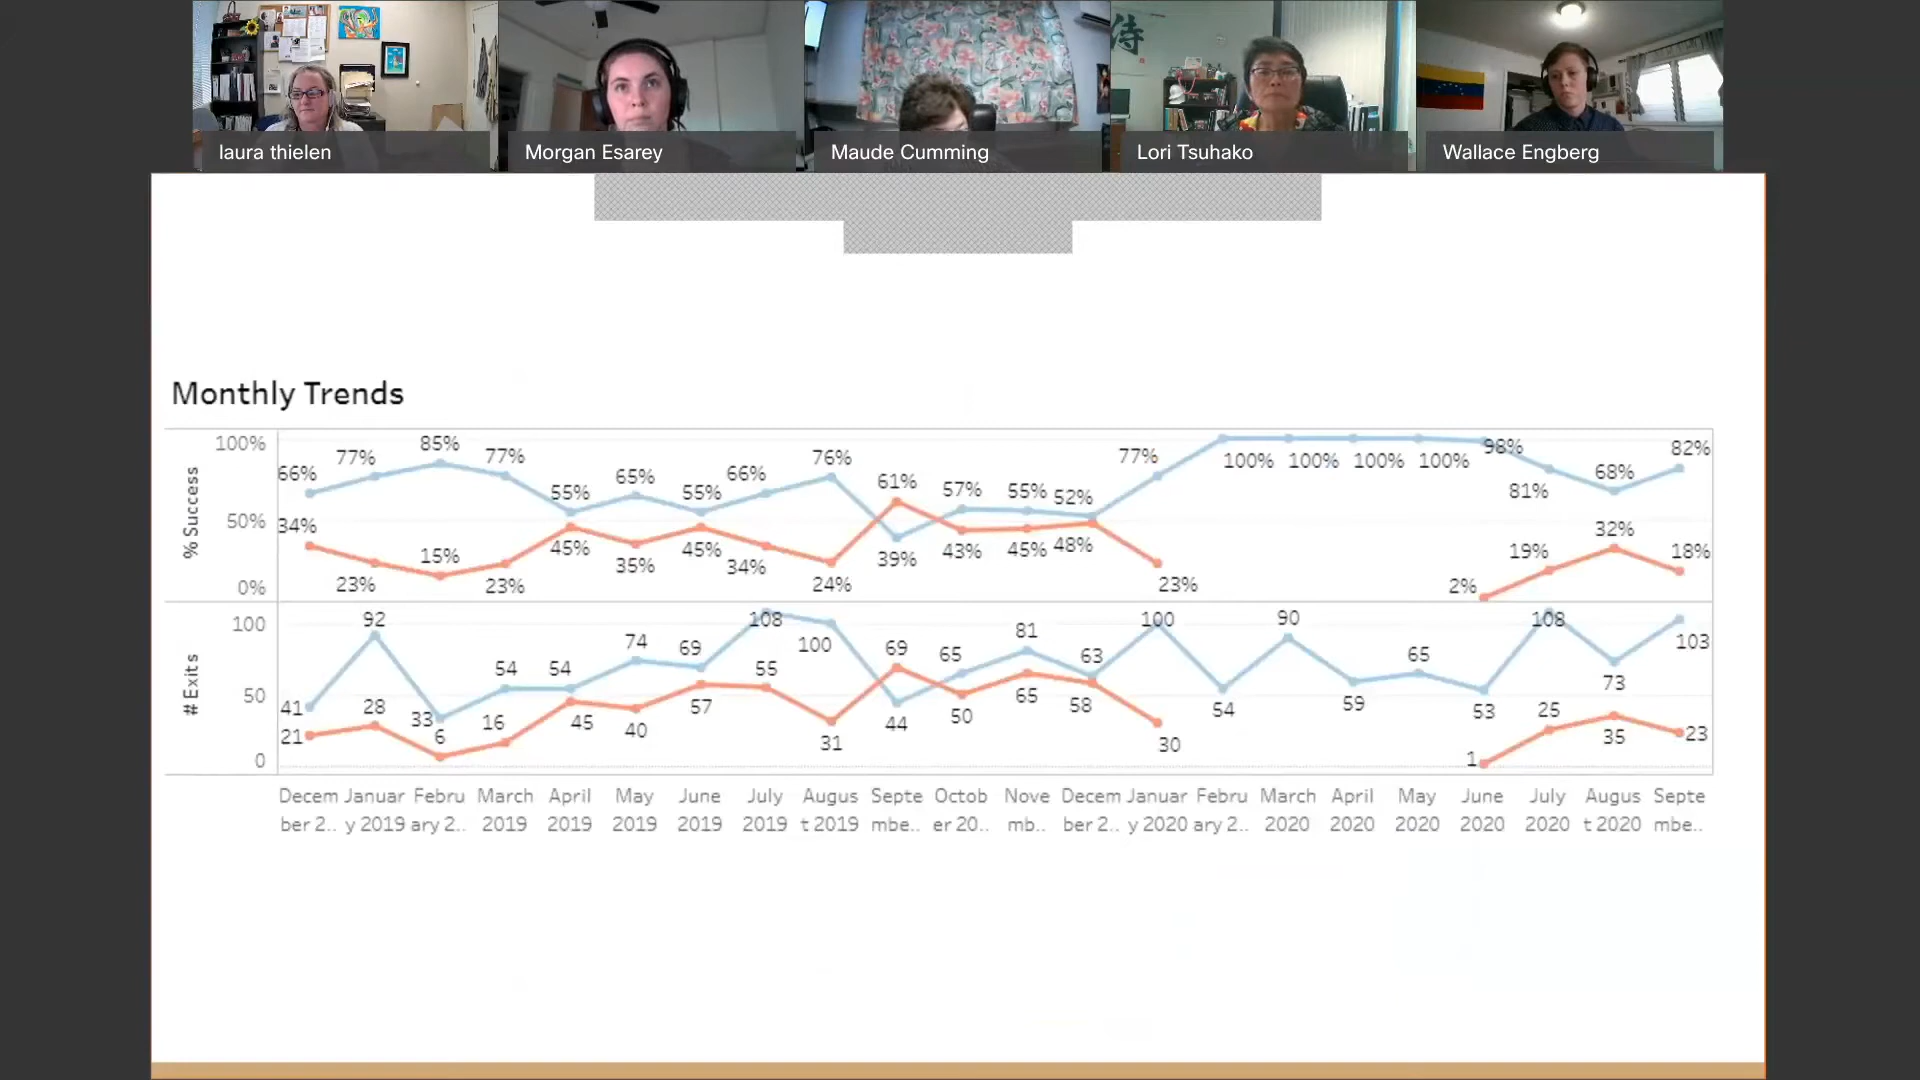 laura thielen
Morgan Esarey
Maude Cumming
侍
Lori Tsuhako
Wallace Engberg
Monthly Trends
% Success
100%
50%
0%
66% 77% 85% 77% 55% 65% 55% 66% 76% 39% 57% 55% 52% 77% 100% 100% 100% 100% 98% 81% 68% 82%
34% 23% 15% 23% 45% 35% 45% 34% 24% 61% 43% 45% 48% 23% 2% 19% 32% 18%
# Exits
100
50
0
41 92 33 54 54 74 69 108 100 44 65 81 63 100 54 90 59 65 53 108 73 103
21 28 6 16 45 40 57 55 31 69 50 65 58 30 1 25 35 23
Decem Januar Febru March April May June July Augus Septe Octob Nove Decem Januar Febru March April May June July Augus Septe
ber 2.. y 2019 ary 2.. 2019 2019 2019 2019 2019 t 2019 mbe.. er 20.. mb.. ber 2.. y 2020 ary 2.. 2020 2020 2020 2020 2020 t 2020 mbe..